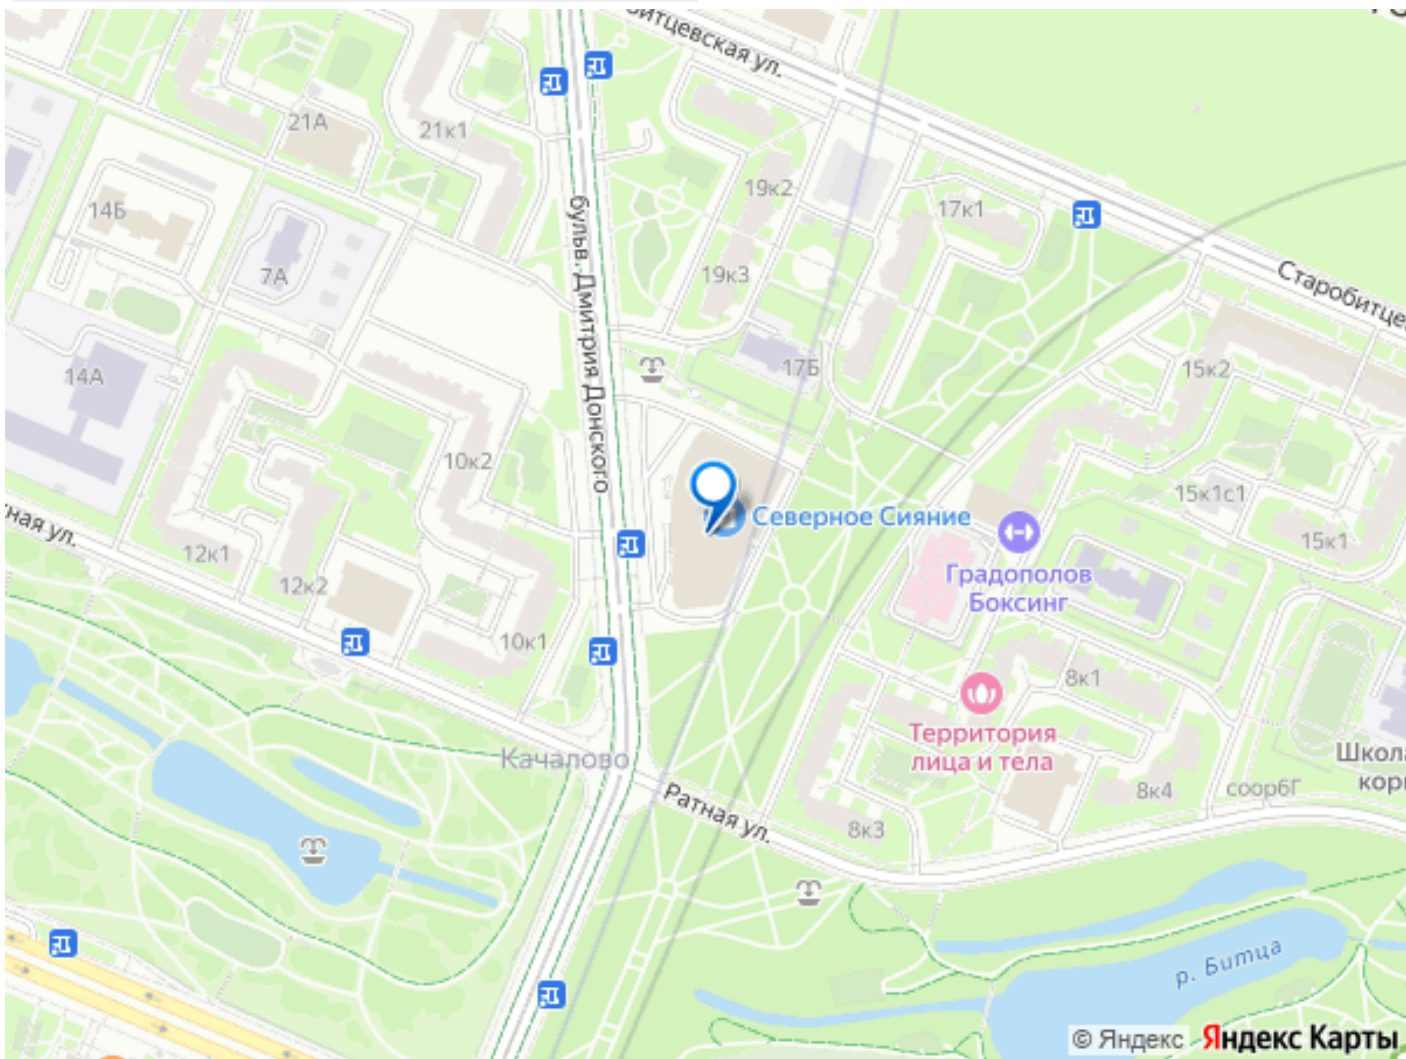 битцевская ул.
21А
21к1
14Б
7А
19к2
17к1
19к3
Старобитце
бульв. Дмитрия Донского
14А
17Б
15к2
10к2
15к1с1
Северное Сияние
15к1
ная ул.
12к1
12к2
Градополов
Боксинг
10к1
8к1
Территория
лица и тела
Качалово
Школа
кор
Ратная ул.
8к4
соор6Г
8к3
р. Битца
© Яндекс Яндекс Карты